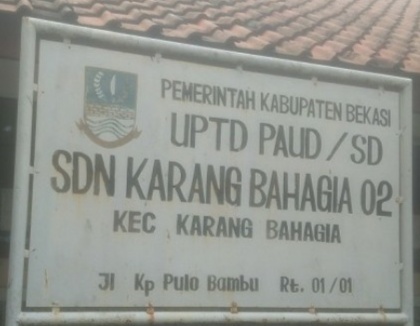 PEMERINTAH KABUPATEN BEKASI
UPTD PAUD / SD
SDN KARANG BAHAGIA 02
KEC KARANG BAHAGIA
Jl Kp Pulo Bambu Rt. 01/01